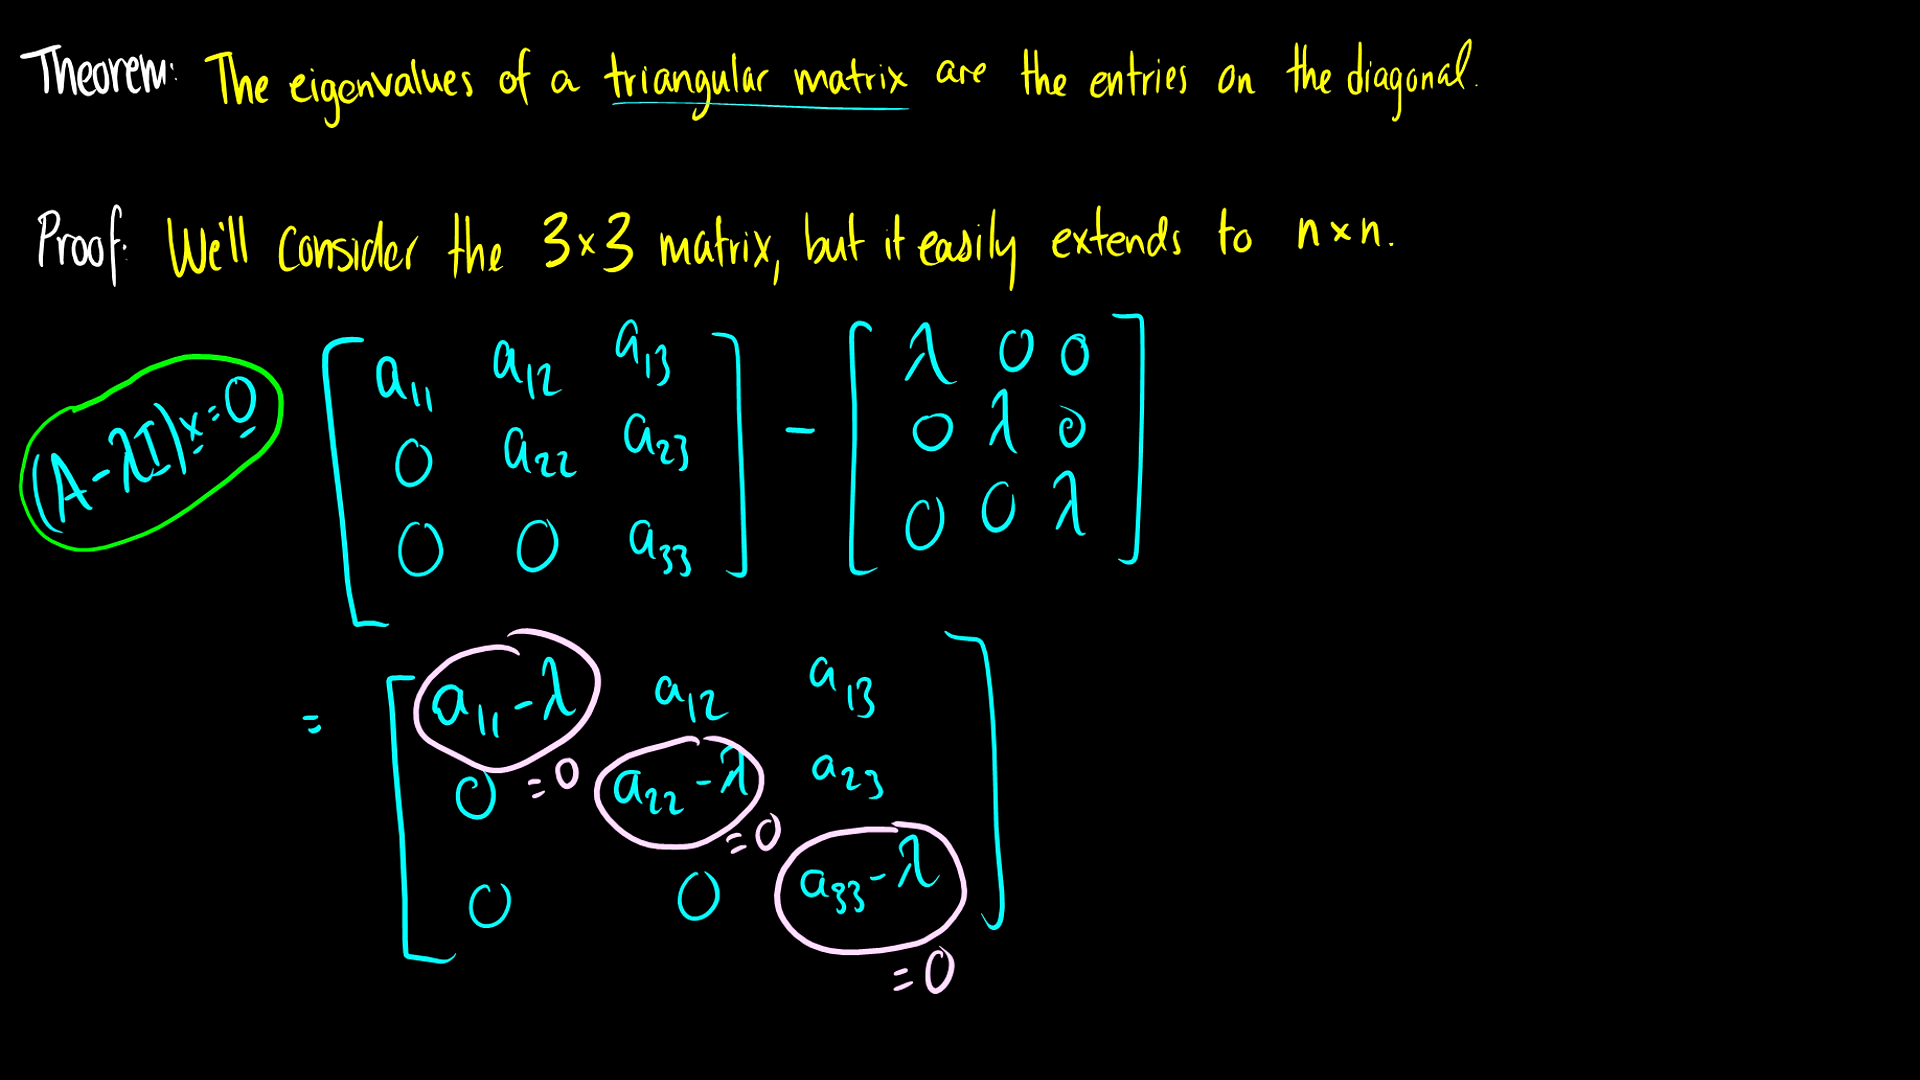 Theorem: The eigenvalues of a triangular matrix are the entries on the diagonal.
Proof: We'll consider the 3×3 matrix, but it easily extends to n×n.
(A-λI)x=0
a₁₁ a₁₂ a₁₃
0 a₂₂ a₂₃
0 0 a₃₃
-
λ 0 0
0 λ 0
0 0 λ
=
a₁₁-λ a₁₂ a₁₃
=0
0 a₂₂-λ a₂₃
=0
0 0 a₃₃-λ
=0